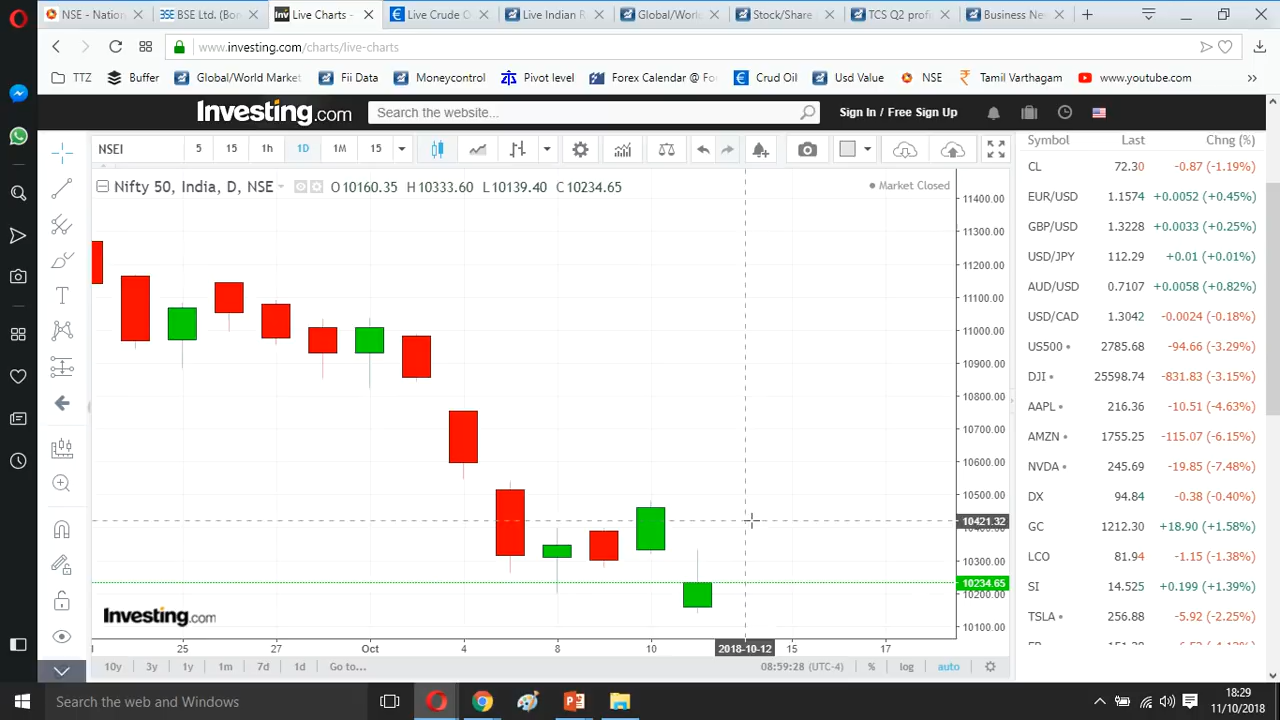 NSE - Nationa
BSE Ltd. (Bom
Live Charts -
Live Crude O
Live Indian R
Global/World
Stock/Share
TCS Q2 profi
Business Ne
www.investing.com/charts/live-charts
TTZ
Buffer
Global/World Market
Fii Data
Moneycontrol
Pivot level
Forex Calendar @ Fo
Crud Oil
Usd Value
NSE
Tamil Varthagam
www.youtube.com
Investing.com
Search the website...
Sign In / Free Sign Up
NSEI
5
15
1h
1D
1M
15
Nifty 50, India, D, NSE
O10160.35 H10333.60 L10139.40 C10234.65
Market Closed
11400.00
11300.00
11200.00
11100.00
11000.00
10900.00
10800.00
10700.00
10600.00
10500.00
10421.32
10400.00
10300.00
10234.65
10200.00
10100.00
Investing.com
25
27
Oct
4
8
10
2018-10-12
15
17
10y
3y
1y
1m
7d
1d
Go to...
08:59:28 (UTC-4)
%
log
auto
Symbol Last Chng (%)
CL 72.30 -0.87 (-1.19%)
EUR/USD 1.1574 +0.0052 (+0.45%)
GBP/USD 1.3228 +0.0033 (+0.25%)
USD/JPY 112.29 +0.01 (+0.01%)
AUD/USD 0.7107 +0.0058 (+0.82%)
USD/CAD 1.3042 -0.0024 (-0.18%)
US500 2785.68 -94.66 (-3.29%)
DJI 25598.74 -831.83 (-3.15%)
AAPL 216.36 -10.51 (-4.63%)
AMZN 1755.25 -115.07 (-6.15%)
NVDA 245.69 -19.85 (-7.48%)
DX 94.84 -0.38 (-0.40%)
GC 1212.30 +18.90 (+1.58%)
LCO 81.94 -1.15 (-1.38%)
SI 14.525 +0.199 (+1.39%)
TSLA 256.88 -5.92 (-2.25%)
Search the web and Windows
18:29
11/10/2018